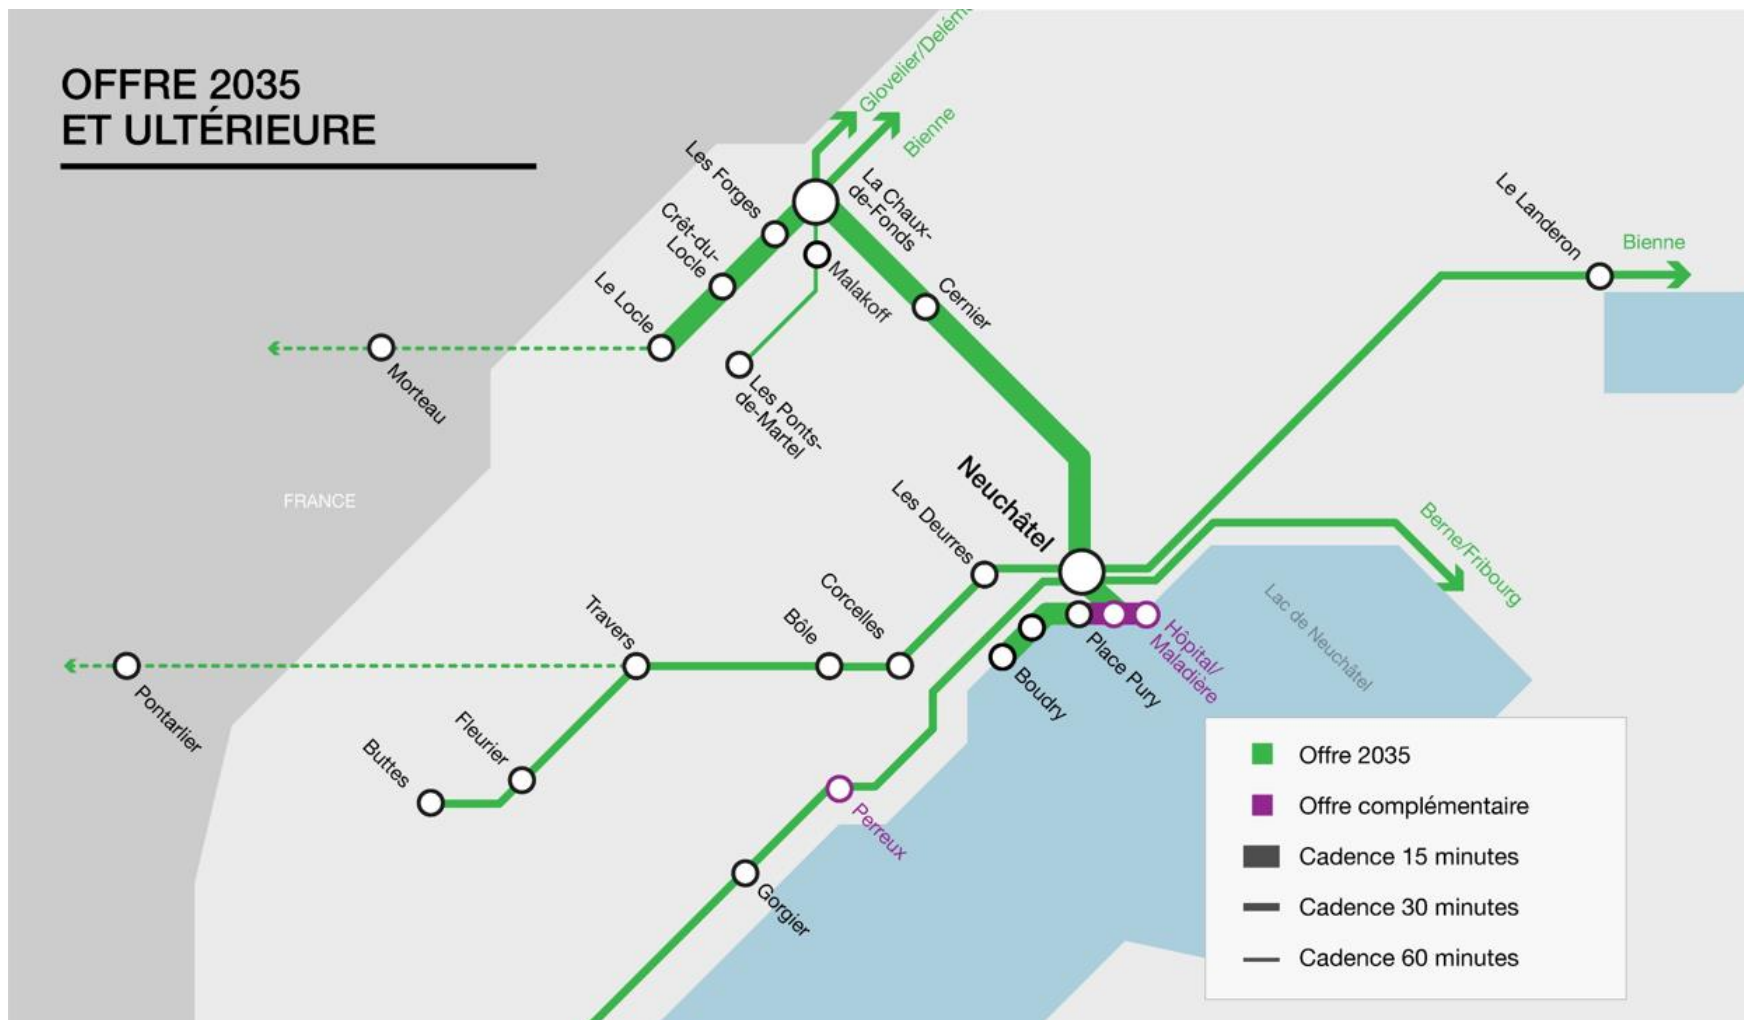 OFFRE 2035
ET ULTÉRIEURE
Bienne
Les Forges
La Chaux-
de-Fonds
Crêt-du-
Locle
Le Locle
Malakoff
Cernier
Le Landeron
Bienne
Morteau
Les Ponts-
de-Martel
FRANCE
Neuchâtel
Les Deurres
Berne/Fribourg
Corcelles
Bôle
Travers
Place Pury
Hôpital/
Maladière
Lac de Neuchâtel
Boudry
Pontarlier
Fleurier
Buttes
Perreux
Gorgier
Offre 2035
Offre complémentaire
Cadence 15 minutes
Cadence 30 minutes
Cadence 60 minutes